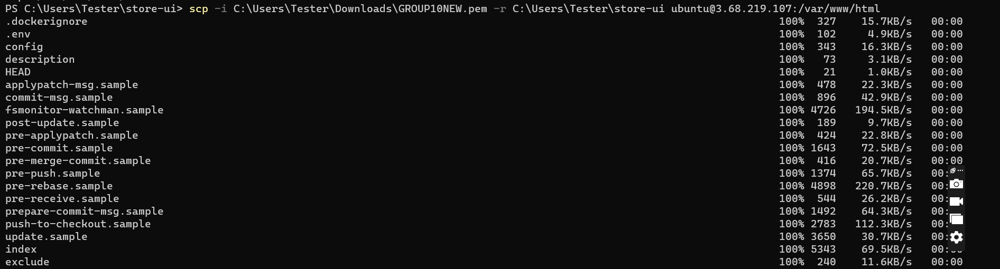 PS C:\Users\Tester\store-ui> scp -i C:\Users\Tester\Downloads\GROUP10NEW.pem -r C:\Users\Tester\store-ui ubuntu@3.68.219.107:/var/www/html
.dockerignore 100% 327 15.7KB/s 00:00
.env 100% 102 4.9KB/s 00:00
config 100% 343 16.3KB/s 00:00
description 100% 73 3.1KB/s 00:00
HEAD 100% 21 1.0KB/s 00:00
applypatch-msg.sample 100% 478 22.3KB/s 00:00
commit-msg.sample 100% 896 42.9KB/s 00:00
fsmonitor-watchman.sample 100% 4726 194.5KB/s 00:00
post-update.sample 100% 189 9.7KB/s 00:00
pre-applypatch.sample 100% 424 22.8KB/s 00:00
pre-commit.sample 100% 1643 72.5KB/s 00:00
pre-merge-commit.sample 100% 416 20.7KB/s 00:00
pre-push.sample 100% 1374 65.7KB/s 00:
pre-rebase.sample 100% 4898 220.7KB/s 00:
pre-receive.sample 100% 544 26.2KB/s 00:
prepare-commit-msg.sample 100% 1492 64.3KB/s 00:
push-to-checkout.sample 100% 2783 112.3KB/s 00:
update.sample 100% 3650 30.7KB/s 00:
index 100% 5343 69.5KB/s 00:
exclude 100% 240 11.6KB/s 00:00